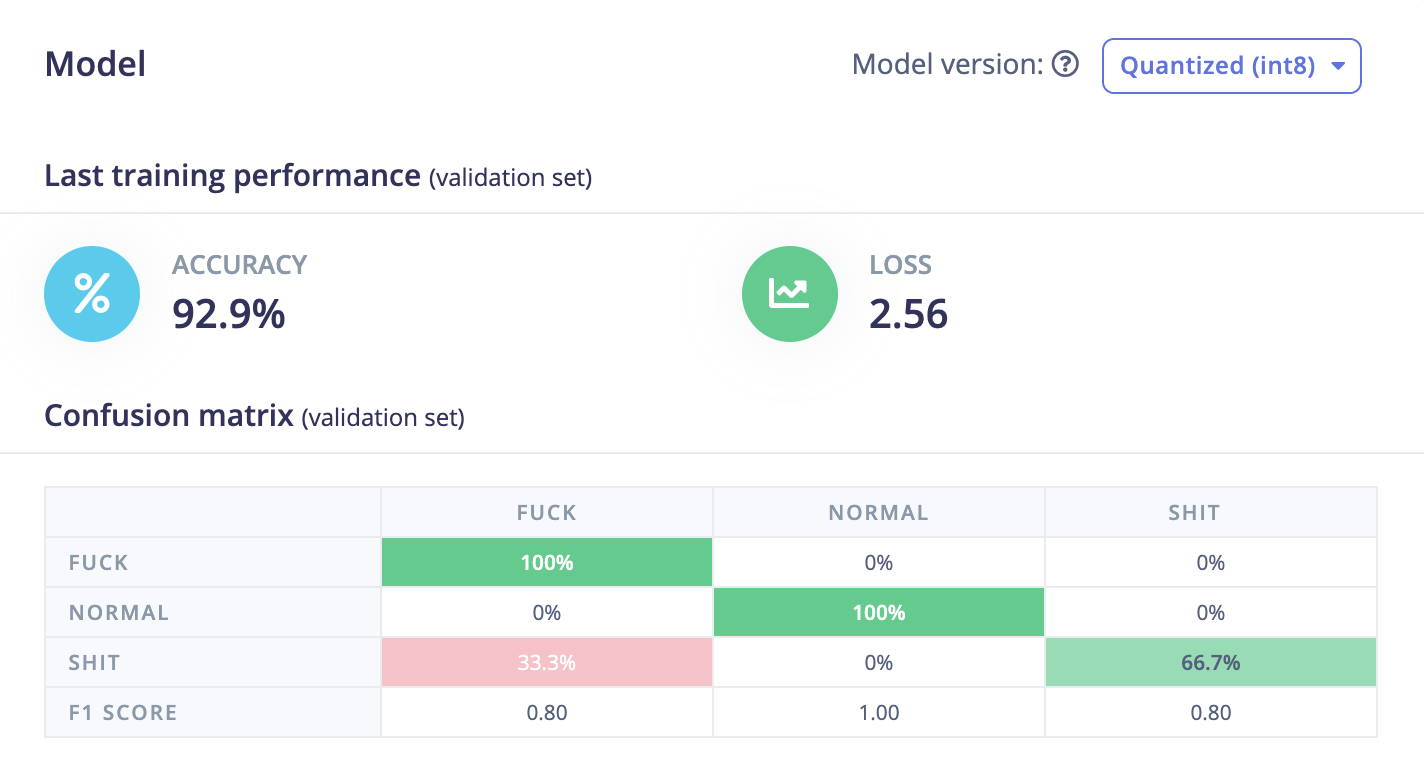 Model
Model version: Quantized (int8)
Last training performance (validation set)
% ACCURACY
92.9%
LOSS
2.56
Confusion matrix (validation set)
FUCK NORMAL SHIT
FUCK 100% 0% 0%
NORMAL 0% 100% 0%
SHIT 33.3% 0% 66.7%
F1 SCORE 0.80 1.00 0.80